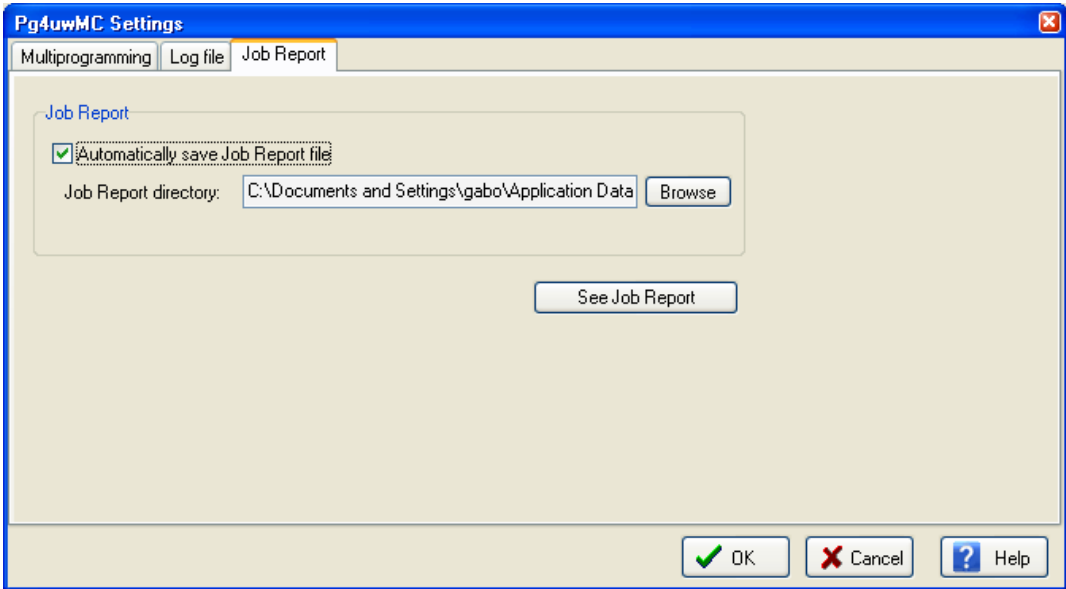 Pg4uwMC Settings
Multiprogramming Log file Job Report
Job Report
Automatically save Job Report file
Job Report directory: C:\Documents and Settings\gabo\Application Data Browse
See Job Report
OK Cancel ? Help